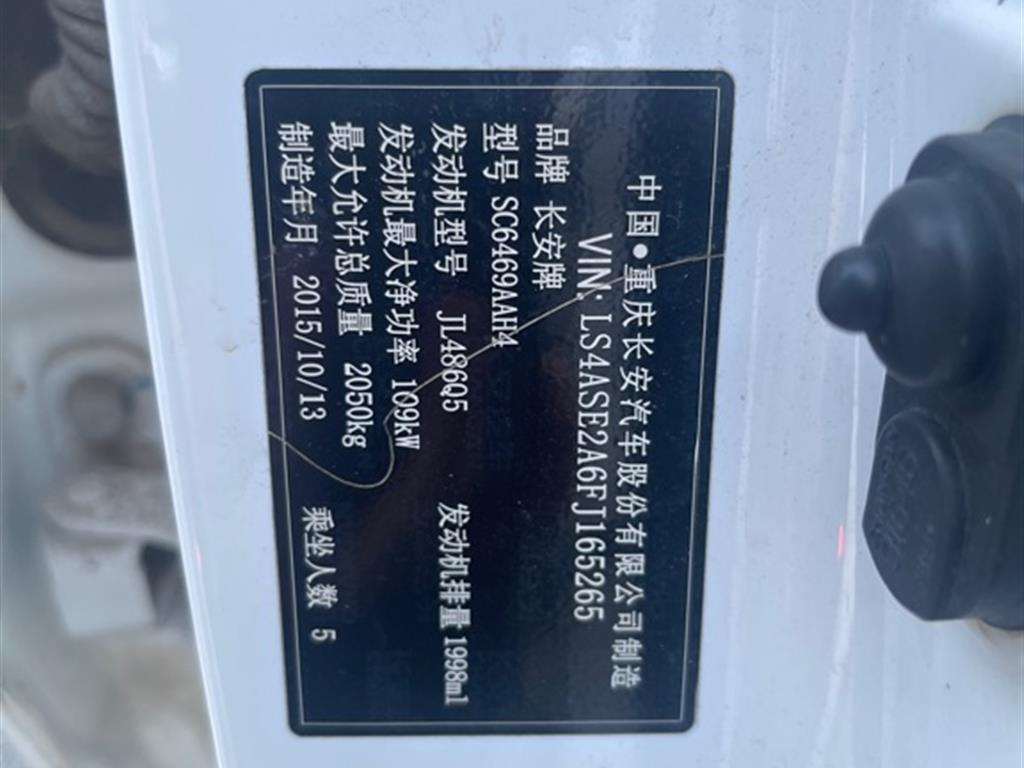 中国●重庆长安汽车股份有限公司制造
VIN:LS4ASE2A6FJ165265
品牌 长安牌
型号 SC6469AAH4
发动机型号 JL486Q5 发动机排量 1998ml
发动机最大净功率 109kW
最大允许总质量 2050kg
制造年月 2015/10/13 乘坐人数 5